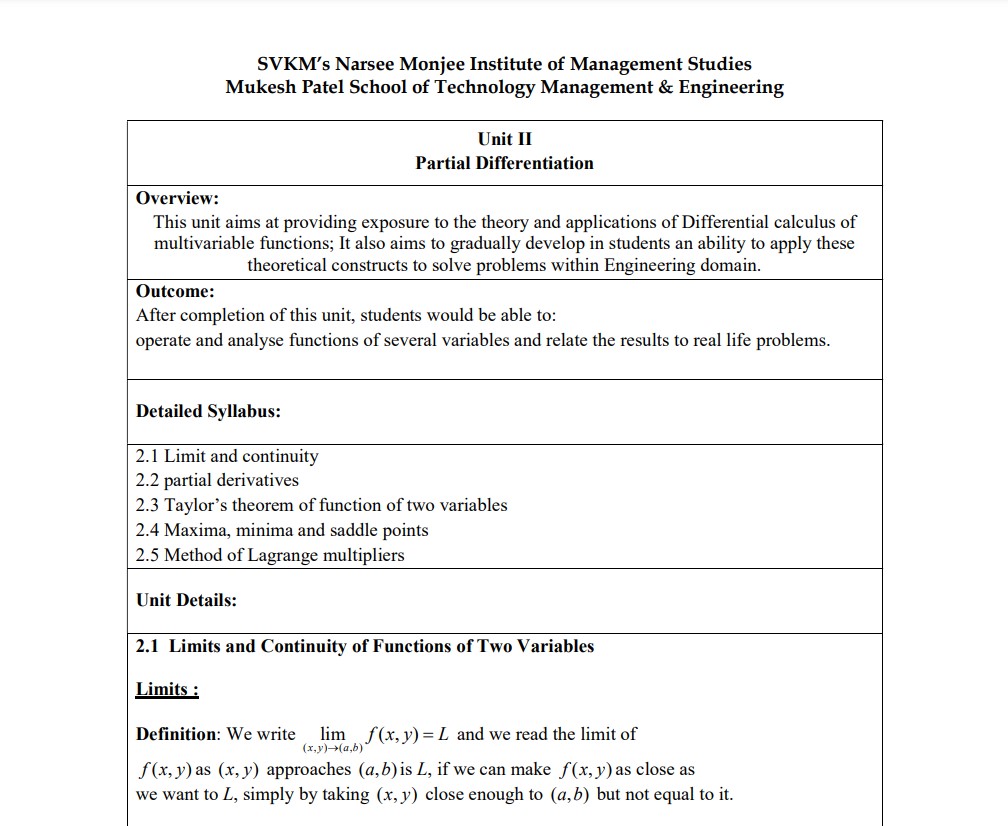 SVKM's Narsee Monjee Institute of Management Studies
Mukesh Patel School of Technology Management & Engineering
Unit II
Partial Differentiation
Overview:
This unit aims at providing exposure to the theory and applications of Differential calculus of
multivariable functions; It also aims to gradually develop in students an ability to apply these
theoretical constructs to solve problems within Engineering domain.
Outcome:
After completion of this unit, students would be able to:
operate and analyse functions of several variables and relate the results to real life problems.
Detailed Syllabus:
2.1 Limit and continuity
2.2 partial derivatives
2.3 Taylor's theorem of function of two variables
2.4 Maxima, minima and saddle points
2.5 Method of Lagrange multipliers
Unit Details:
2.1 Limits and Continuity of Functions of Two Variables
Limits :
Definition: We write lim (x,y)→(a,b) f(x, y) = L and we read the limit of
f(x, y) as (x, y) approaches (a,b) is L, if we can make f(x, y) as close as
we want to L, simply by taking (x, y) close enough to (a,b) but not equal to it.